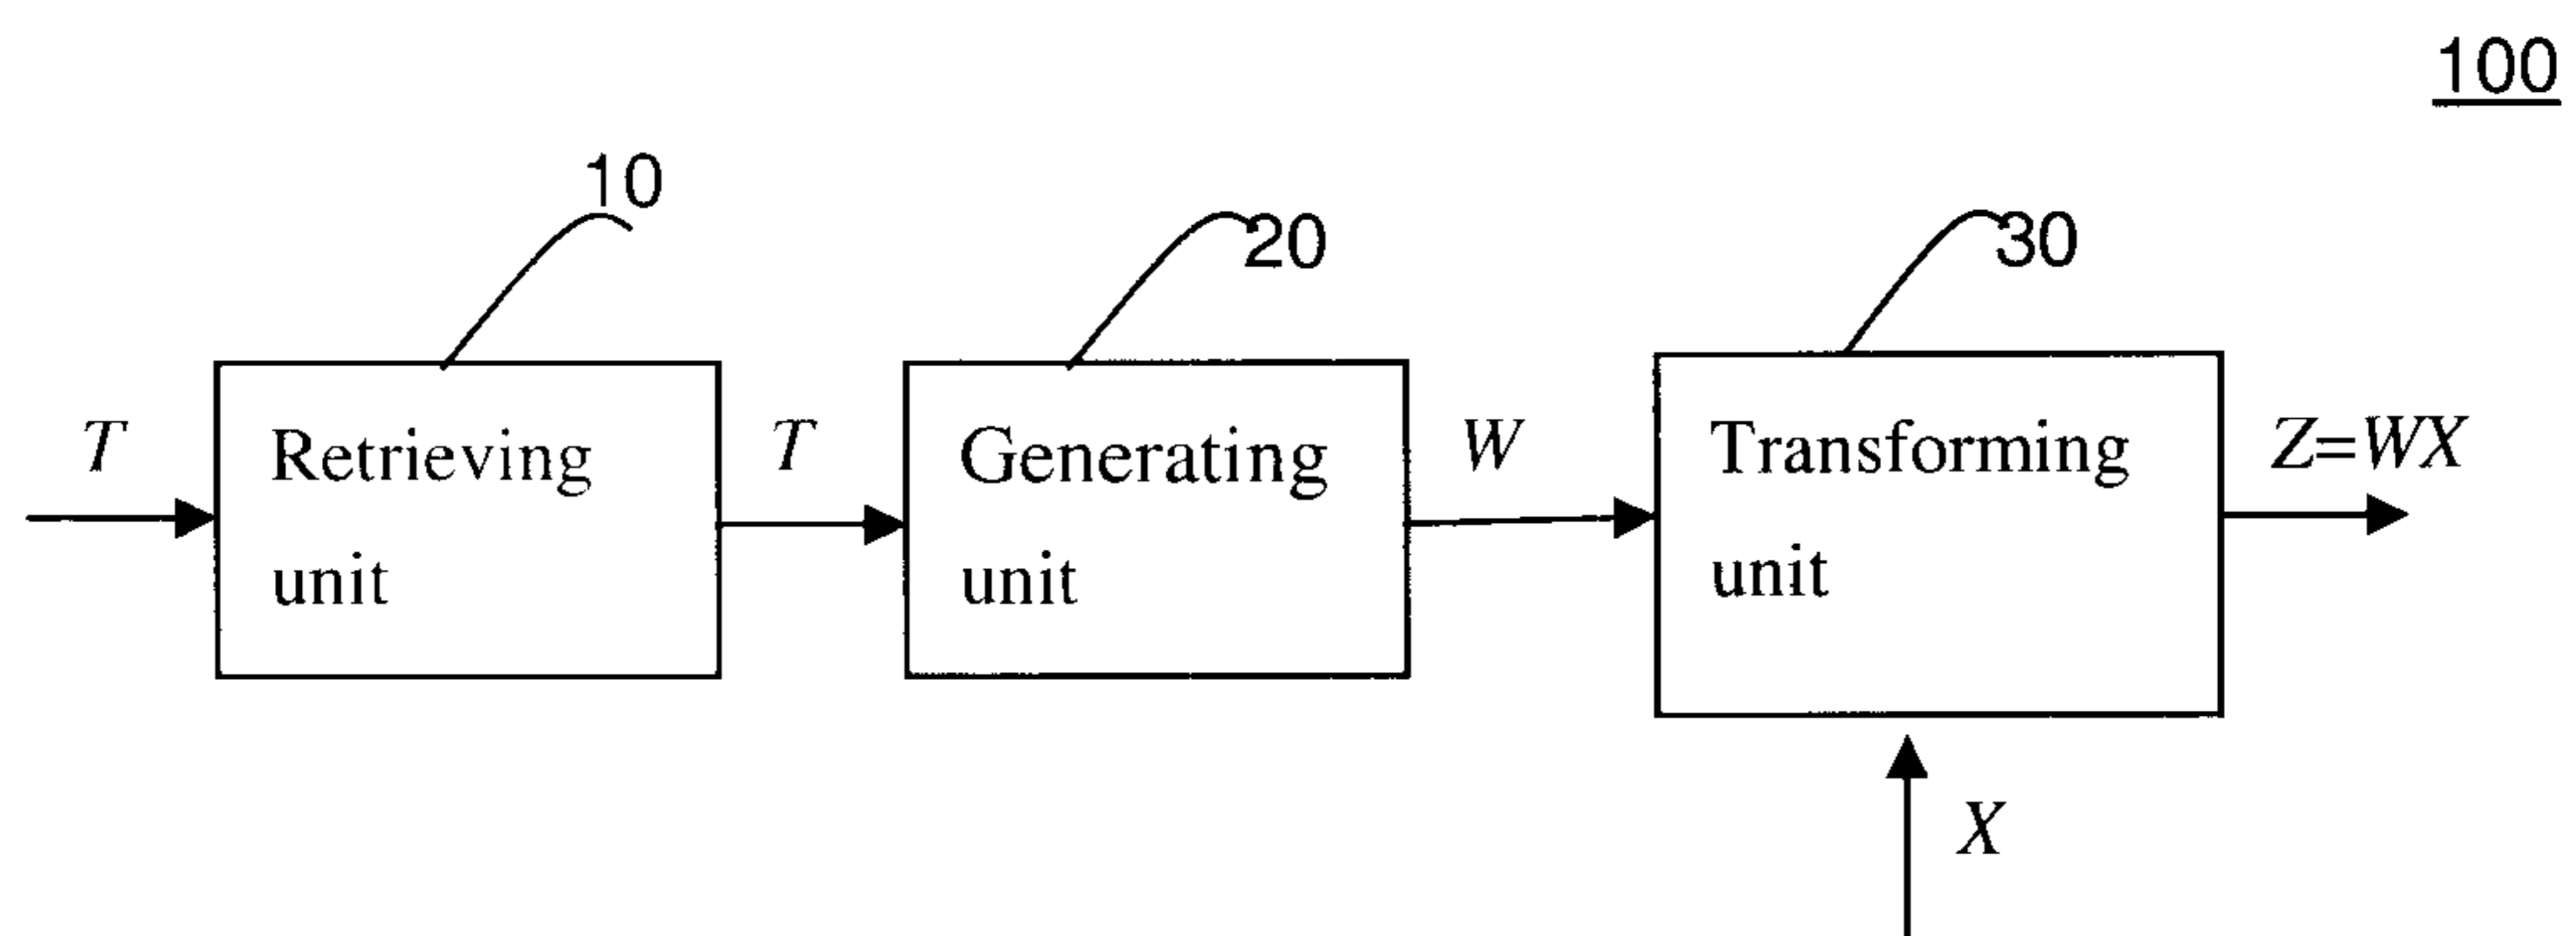 100
10
20
30
T
Retrieving
unit
T
Generating
unit
W
Transforming
unit
Z=WX
X